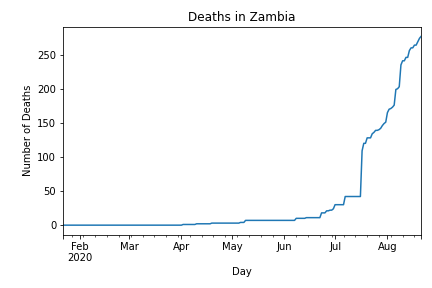 Deaths in Zambia
Number of Deaths
250
200
150
100
50
0
Feb
2020
Mar
Apr
May
Jun
Jul
Aug
Day